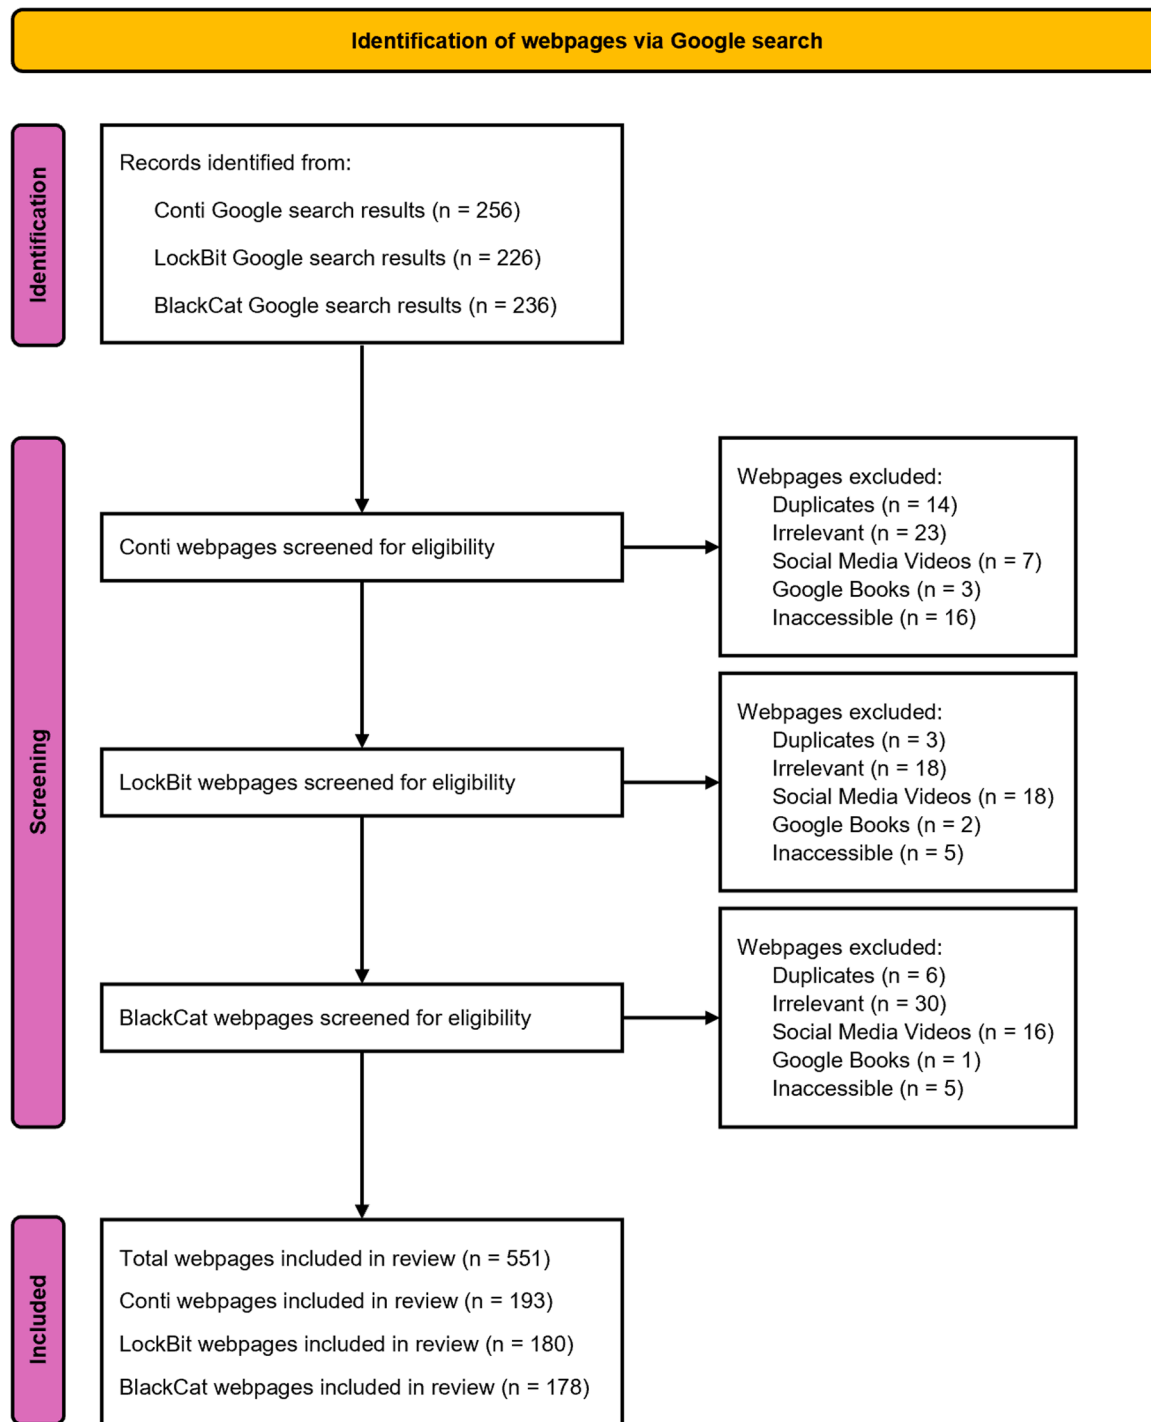 Identification of webpages via Google search
Identification
Records identified from:
Conti Google search results (n = 256)
LockBit Google search results (n = 226)
BlackCat Google search results (n = 236)
Screening
Conti webpages screened for eligibility
Webpages excluded:
Duplicates (n = 14)
Irrelevant (n = 23)
Social Media Videos (n = 7)
Google Books (n = 3)
Inaccessible (n = 16)
LockBit webpages screened for eligibility
Webpages excluded:
Duplicates (n = 3)
Irrelevant (n = 18)
Social Media Videos (n = 18)
Google Books (n = 2)
Inaccessible (n = 5)
BlackCat webpages screened for eligibility
Webpages excluded:
Duplicates (n = 6)
Irrelevant (n = 30)
Social Media Videos (n = 16)
Google Books (n = 1)
Inaccessible (n = 5)
Included
Total webpages included in review (n = 551)
Conti webpages included in review (n = 193)
LockBit webpages included in review (n = 180)
BlackCat webpages included in review (n = 178)